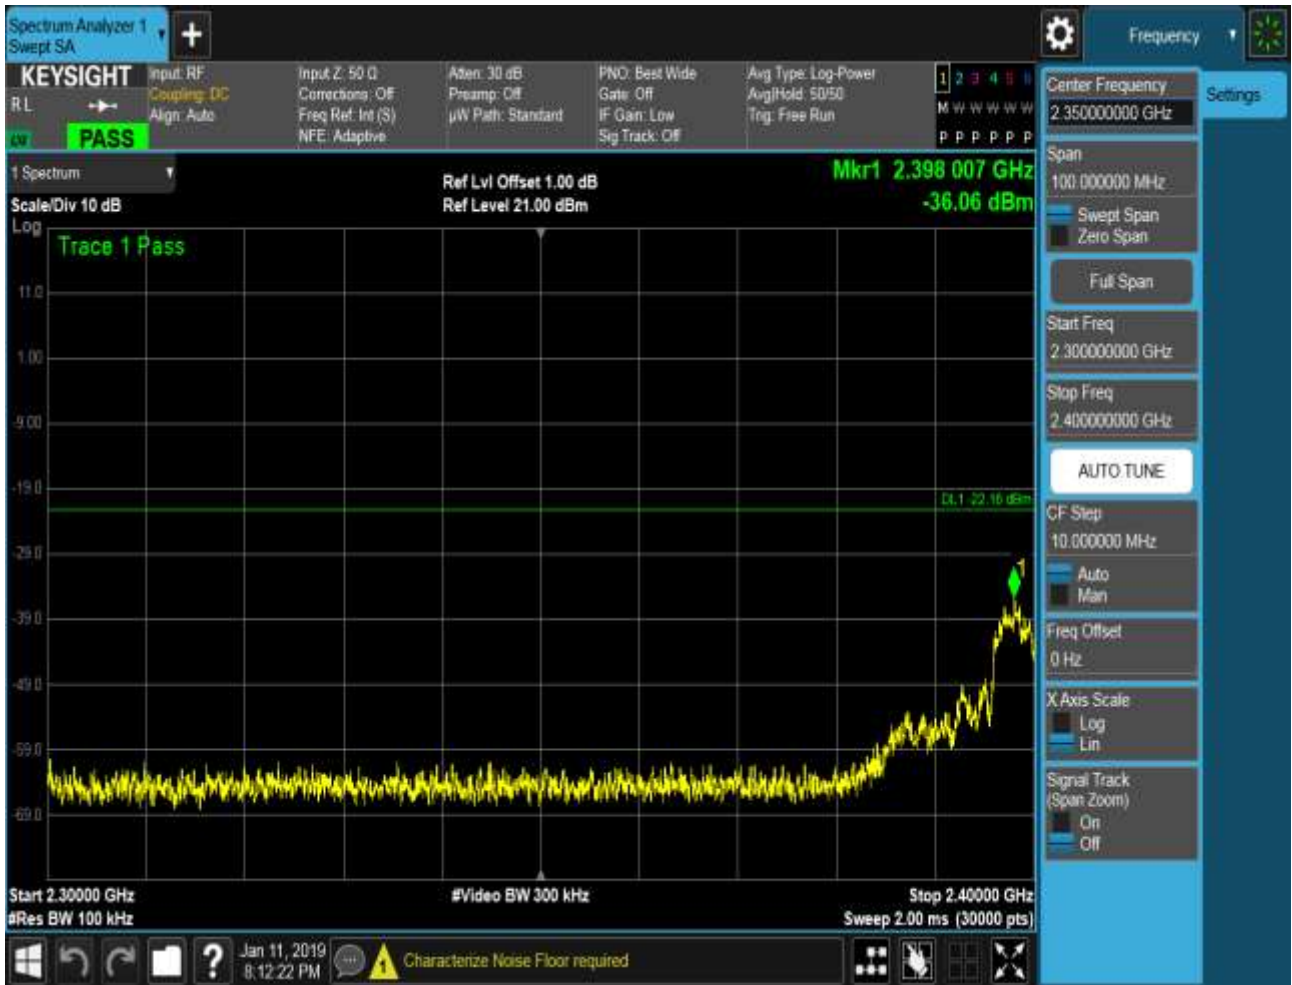 Spectrum Analyzer 1
Swept SA
+
Frequency
KEYSIGHT
R L
LXI
PASS
Input: RF
Coupling: DC
Align: Auto
Input Z: 50 Ω
Corrections: Off
Freq Ref: Int (S)
NFE: Adaptive
Atten: 30 dB
Preamp: Off
µW Path: Standard
PNO: Best Wide
Gate: Off
IF Gain: Low
Sig Track: Off
Avg Type: Log-Power
Avg|Hold: 50/50
Trig: Free Run
1 2 3 4 5 6
M W W W W W
P P P P P P
1 Spectrum
Scale/Div 10 dB
Ref Lvl Offset 1.00 dB
Ref Level 21.00 dBm
Mkr1 2.398 007 GHz
-36.06 dBm
Log
Trace 1 Pass
11.0
1.00
-9.00
-19.0
DL1 -22.16 dBm
-29.0
1
-39.0
-49.0
-59.0
-69.0
Start 2.30000 GHz
#Video BW 300 kHz
Stop 2.40000 GHz
#Res BW 100 kHz
Sweep 2.00 ms (30000 pts)
?
Jan 11, 2019
8:12:22 PM
1
Characterize Noise Floor required
Center Frequency
2.350000000 GHz
Settings
Span
100.000000 MHz
Swept Span
Zero Span
Full Span
Start Freq
2.300000000 GHz
Stop Freq
2.400000000 GHz
AUTO TUNE
CF Step
10.000000 MHz
Auto
Man
Freq Offset
0 Hz
X Axis Scale
Log
Lin
Signal Track
(Span Zoom)
On
Off